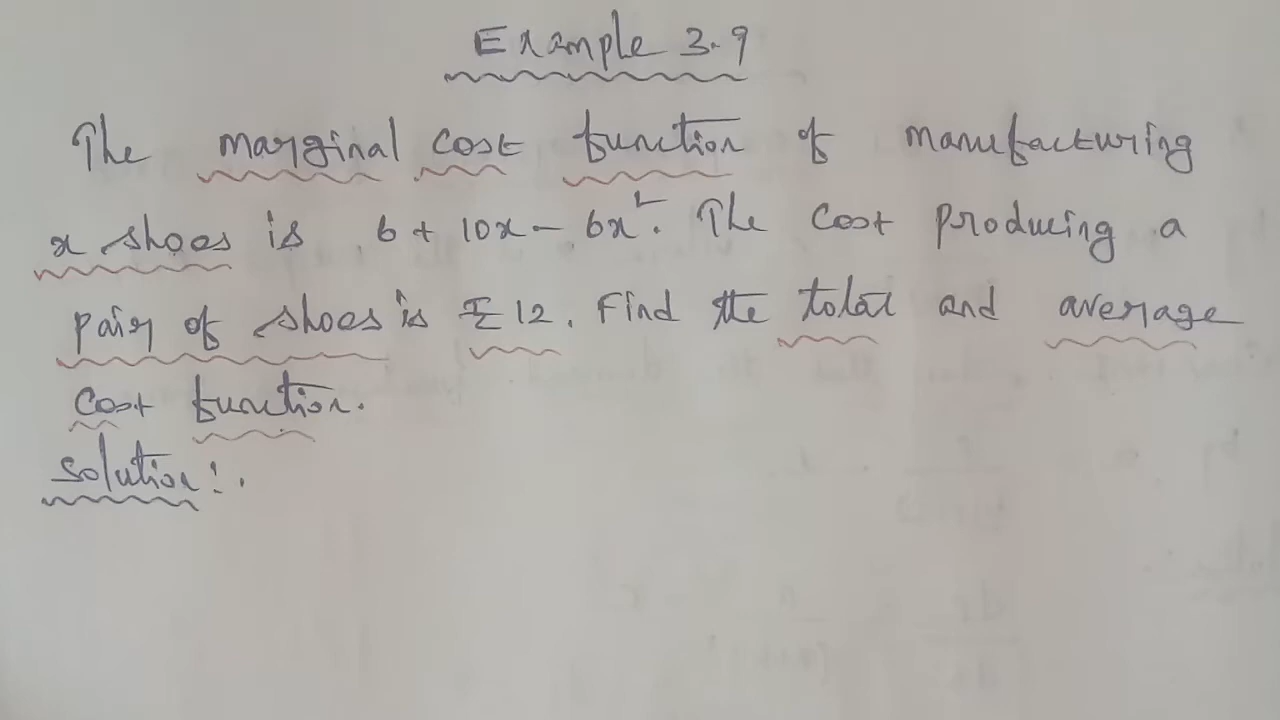 Example 3.9
The marginal cost function of manufacturing
x shoes is 6 + 10x - 6x². The cost producing a
pair of shoes is ₹ 12. Find the total and average
cost function.
Solution: